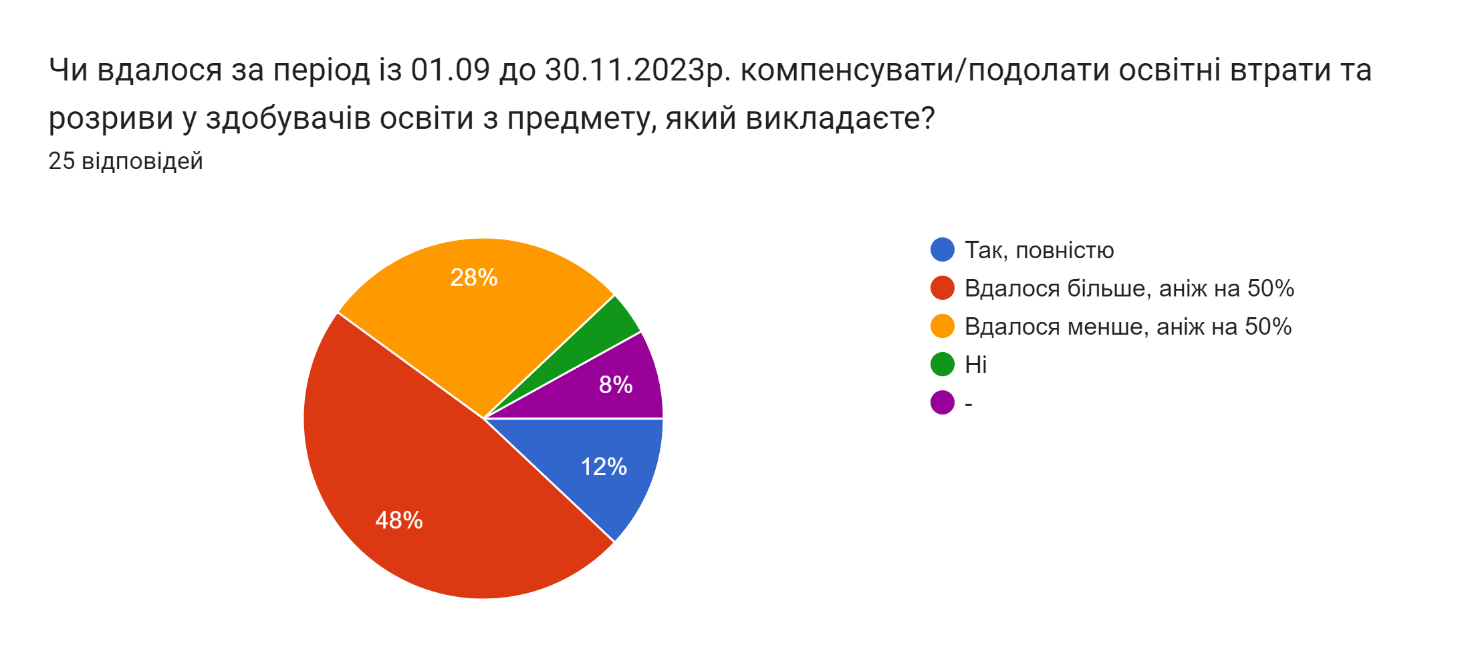 Чи вдалося за період із 01.09 до 30.11.2023р. компенсувати/подолати освітні втрати та
розриви у здобувачів освіти з предмету, який викладаєте?
25 відповідей
28%
8%
12%
48%
Так, повністю
Вдалося більше, аніж на 50%
Вдалося менше, аніж на 50%
Ні
-